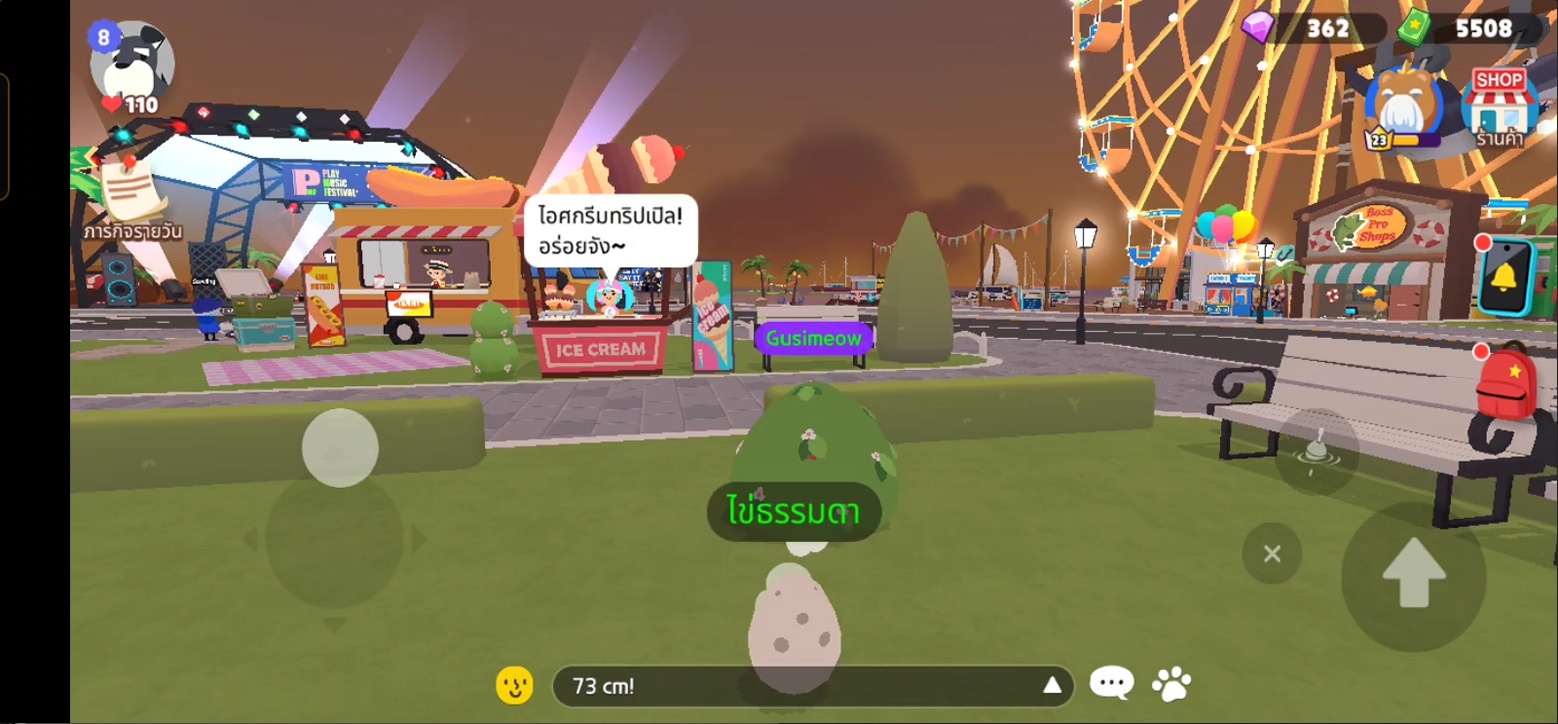 8
362
5508
110
SHOP
23
ร้านค้า
PLAY
MUSIC
FESTIVAL
ภารกิจรายวัน
ไอศกรีมทริปเปิล!
อร่อยจัง~
Boss
Pro
Shops
HOTDOG
ICE CREAM
ice
cream
Gusimeow
ไข่ธรรมดา
73 cm!